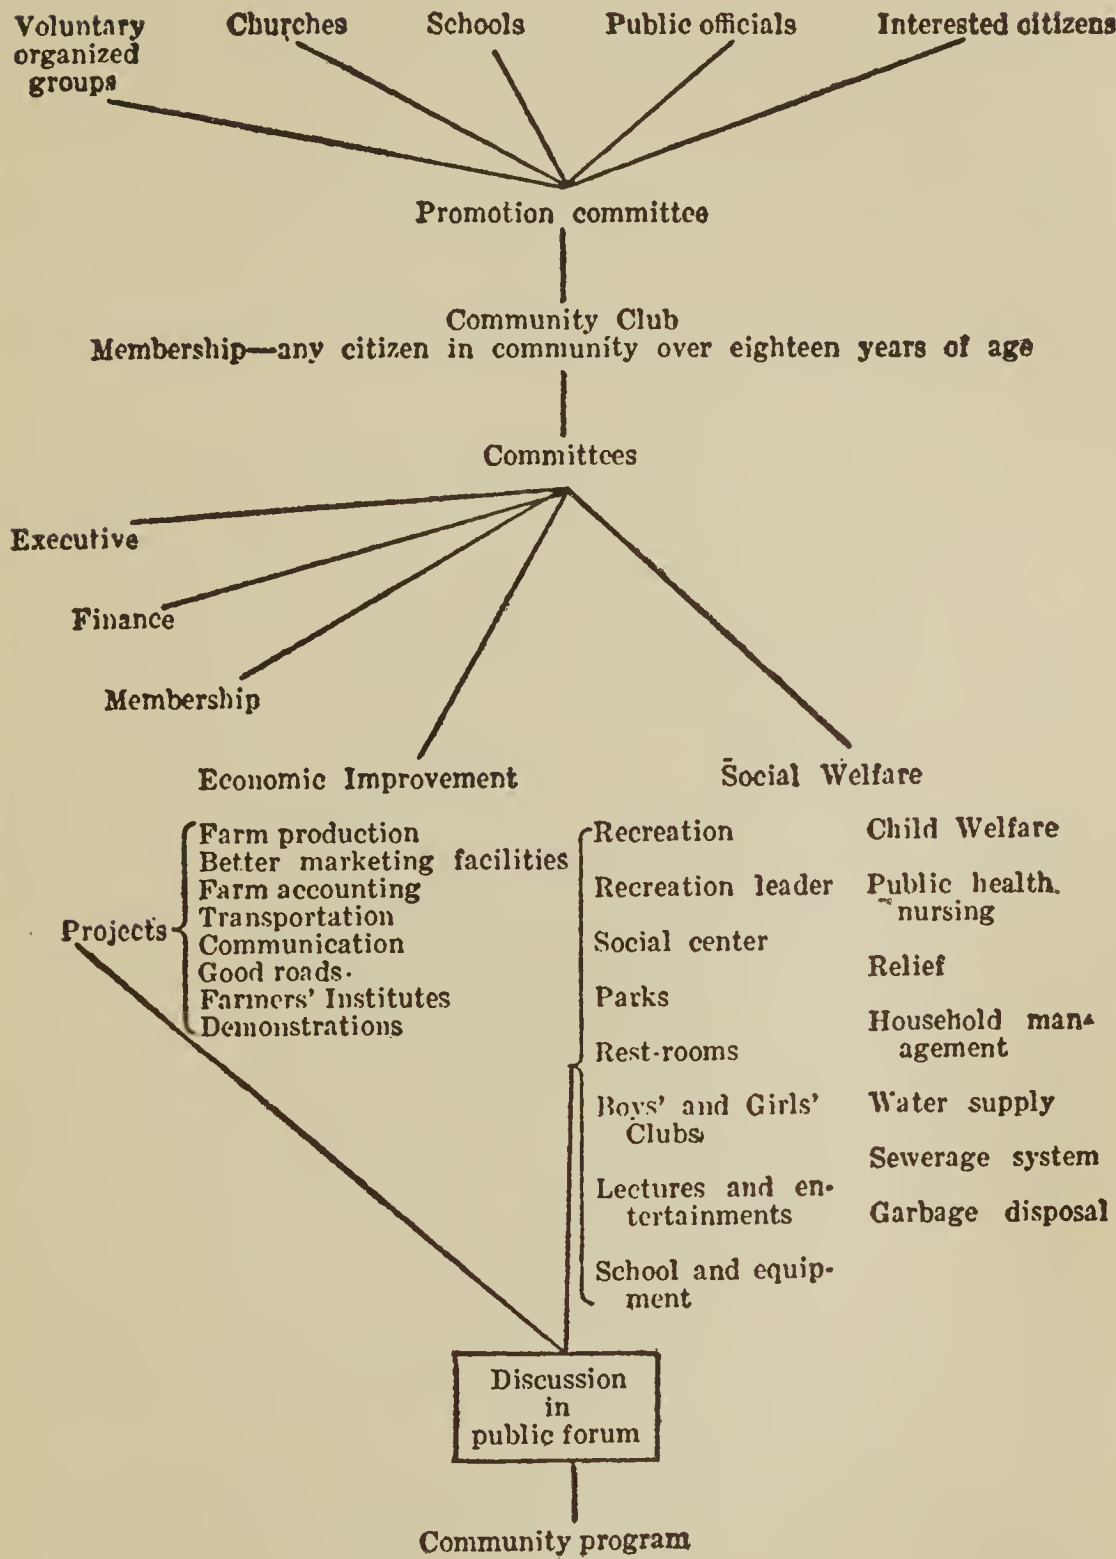 Voluntary
organized
groups
Churches
Schools
Public officials
Interested citizens
Promotion committee
Community Club
Membership—any citizen in community over eighteen years of age
Committees
Executive
Finance
Membership
Economic Improvement
Social Welfare
Projects
Farm production
Better marketing facilities
Farm accounting
Transportation
Communication
Good roads.
Farmers' Institutes
Demonstrations
Recreation
Recreation leader
Social center
Parks
Rest-rooms
Boys' and Girls'
Clubs
Lectures and en-
tertainments
School and equip-
ment
Child Welfare
Public health
nursing
Relief
Household man-
agement
Water supply
Sewerage system
Garbage disposal
Discussion
in
public forum
Community program